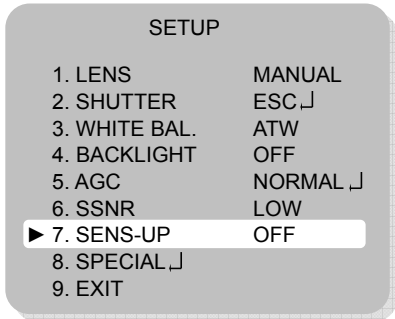 SETUP
1. LENS MANUAL
2. SHUTTER ESC↵
3. WHITE BAL. ATW
4. BACKLIGHT OFF
5. AGC NORMAL ↵
6. SSNR LOW
► 7. SENS-UP OFF
8. SPECIAL↵
9. EXIT